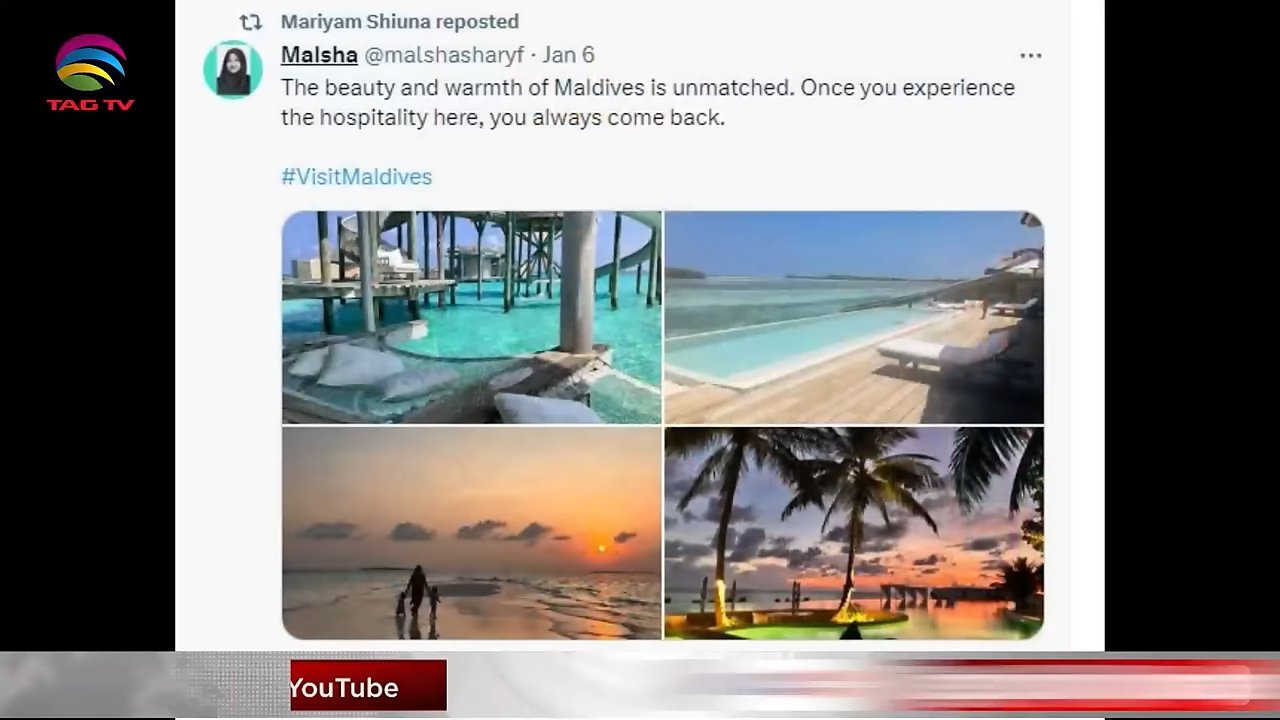 Mariyam Shiuna reposted
TAG TV
Malsha @malshasharyf · Jan 6
The beauty and warmth of Maldives is unmatched. Once you experience
the hospitality here, you always come back.
#VisitMaldives
YouTube